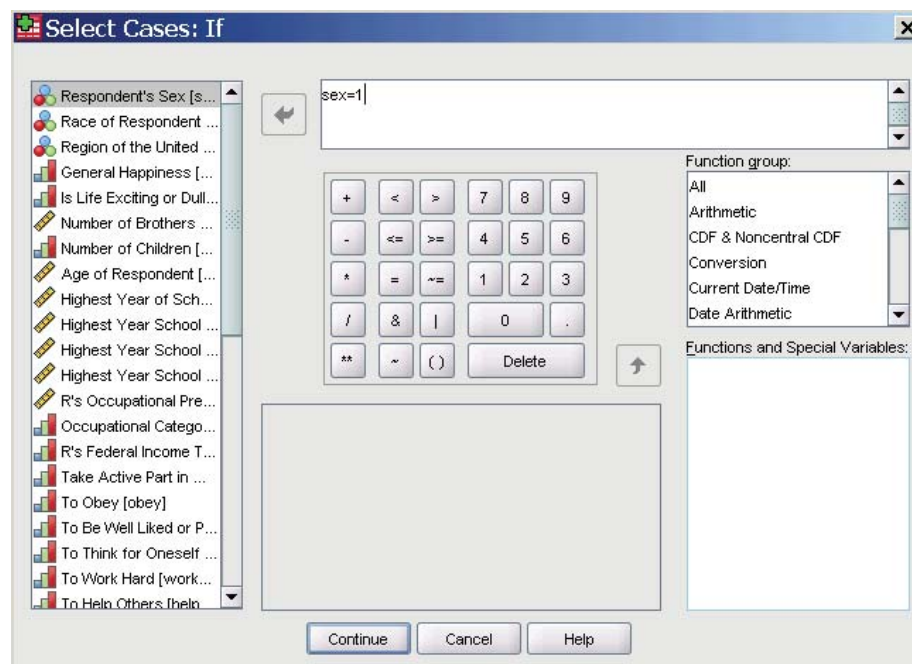 Select Cases: If
Respondent's Sex [s...
Race of Respondent ...
Region of the United ...
General Happiness [...
Is Life Exciting or Dull...
Number of Brothers ...
Number of Children [...
Age of Respondent [...
Highest Year of Sch...
Highest Year School ...
Highest Year School ...
Highest Year School ...
R's Occupational Pre...
Occupational Catego...
R's Federal Income T...
Take Active Part in ...
To Obey [obey]
To Be Well Liked or P...
To Think for Oneself ...
To Work Hard [work...
To Help Others [help
sex=1
+ < > 7 8 9
- <= >= 4 5 6
* = ~= 1 2 3
/ & | 0 .
** ~ ( ) Delete
Function group:
All
Arithmetic
CDF & Noncentral CDF
Conversion
Current Date/Time
Date Arithmetic
Functions and Special Variables:
Continue Cancel Help